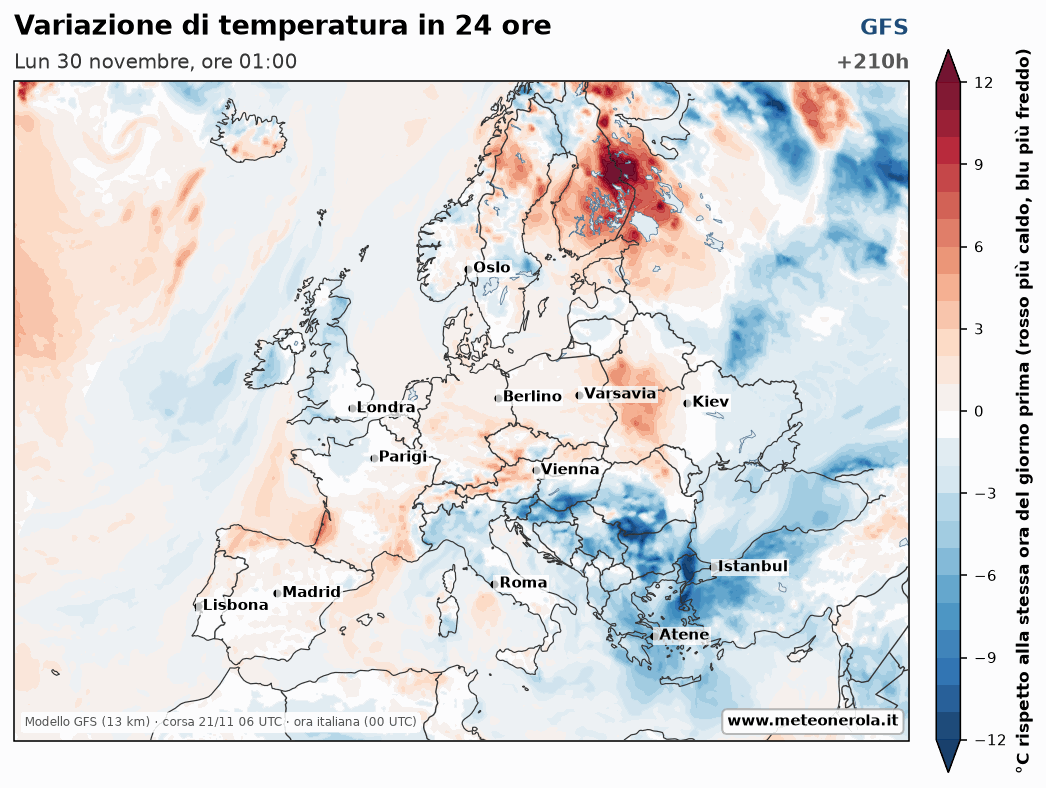 Variazione di temperatura in 24 ore
GFS
Lun 30 novembre, ore 01:00
+210h
Oslo
Berlino
Varsavia
Kiev
Londra
Parigi
Vienna
Istanbul
Roma
Madrid
Lisbona
Atene
Modello GFS (13 km) · corsa 21/11 06 UTC · ora italiana (00 UTC)
www.meteonerola.it
12
9
6
3
0
−3
−6
−9
−12
°C rispetto alla stessa ora del giorno prima (rosso più caldo, blu più freddo)